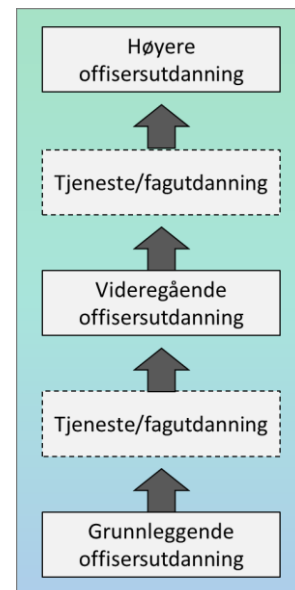 Høyere
offisersutdanning
Tjeneste/fagutdanning
Videregående
offisersutdanning
Tjeneste/fagutdanning
Grunnleggende
offisersutdanning